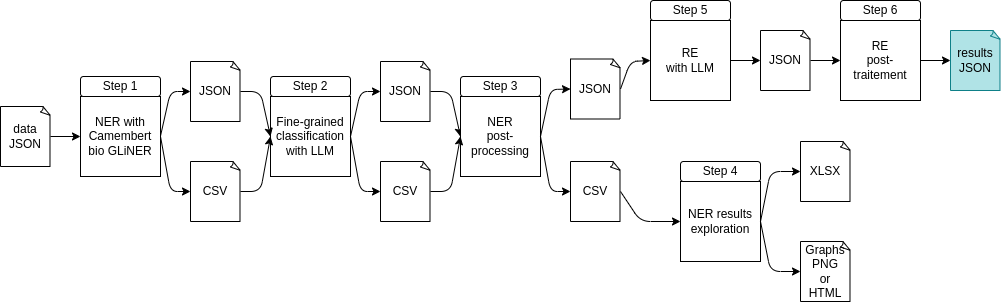 data
JSON
Step 1
NER with
Camembert
bio GLiNER
JSON
CSV
Step 2
Fine-grained
classification
with LLM
JSON
CSV
Step 3
NER
post-
processing
JSON
CSV
Step 5
RE
with LLM
JSON
Step 6
RE
post-
traitement
results
JSON
Step 4
NER results
exploration
XLSX
Graphs
PNG
or
HTML